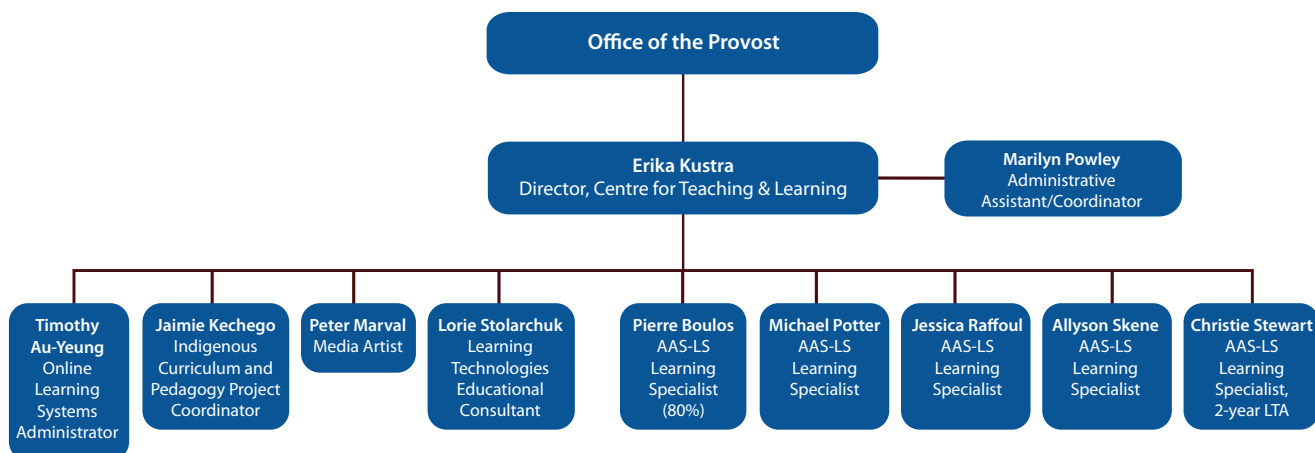 Office of the Provost
Erika Kustra
Director, Centre for Teaching & Learning
Marilyn Powley
Administrative
Assistant/Coordinator
Timothy
Au-Yeung
Online
Learning
Systems
Administrator
Jaimie Kechego
Indigenous
Curriculum and
Pedagogy Project
Coordinator
Peter Marval
Media Artist
Lorie Stolarchuk
Learning
Technologies
Educational
Consultant
Pierre Boulos
AAS-LS
Learning
Specialist
(80%)
Michael Potter
AAS-LS
Learning
Specialist
Jessica Raffoul
AAS-LS
Learning
Specialist
Allyson Skene
AAS-LS
Learning
Specialist
Christie Stewart
AAS-LS
Learning
Specialist,
2-year LTA